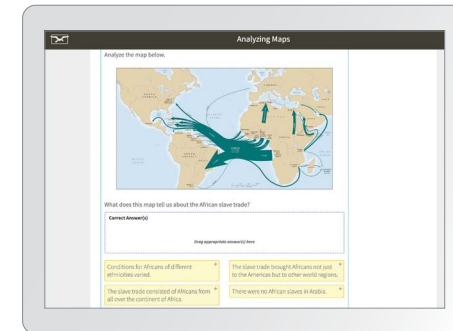 Analyzing Maps
Analyze the map below.
What does this map tell us about the African slave trade?
Correct Answer(s)
Drag appropriate answer(s) here
Conditions for Africans of different
ethnicities varied.
The slave trade brought Africans not just
to the Americas but to other world regions.
The slave trade consisted of Africans from
all over the continent of Africa.
There were no African slaves in Arabia.